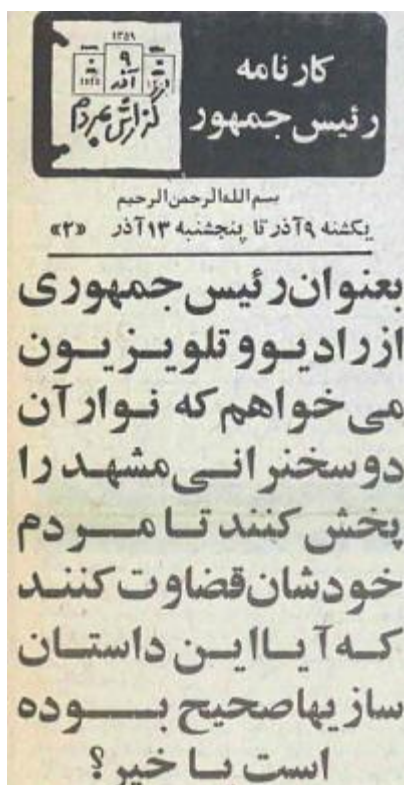 کارنامه
رئیس جمهور
۱۳۵۹
۹
آذر
گزارش به مردم
بسم‌الله‌الرحمن‌الرحیم
یکشنبه ۹ آذر تا پنجشنبه ۱۳ آذر «۲»
بعنوان رئیس جمهوری
از رادیو و تلویزیون
می‌خواهم که نوار آن
دو سخنرانی مشهد را
پخش کنند تا مردم
خودشان قضاوت کنند
که آیا این داستان
سازیها صحیح بوده
است یا خیر؟